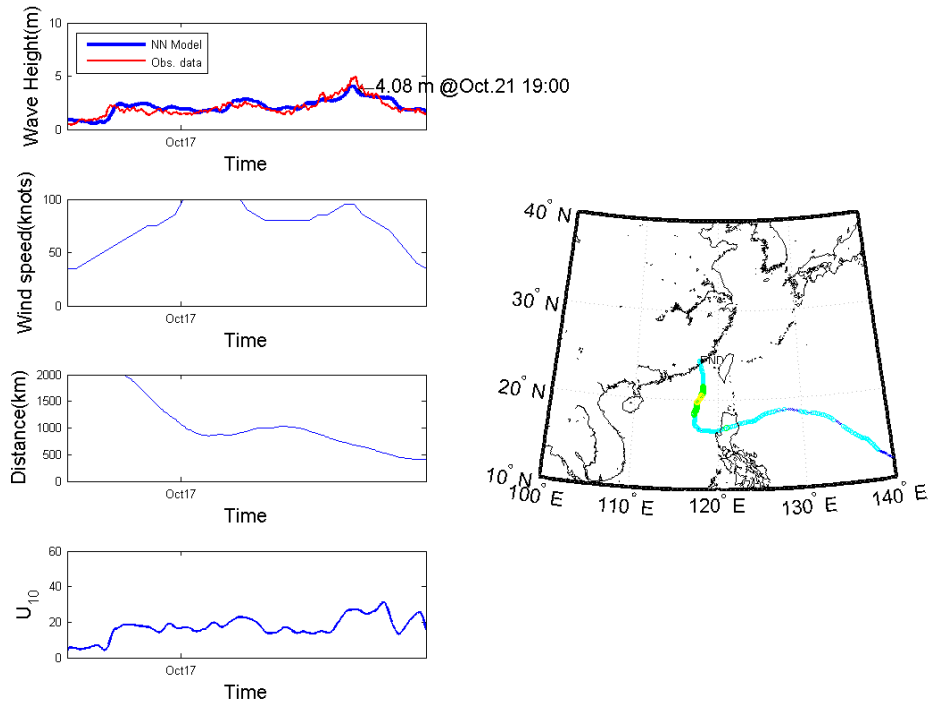 Wave Height(m)
10
5
0
NN Model
Obs. data
4.08 m @Oct.21 19:00
Oct17
Time
Wind speed(knots)
100
50
0
Oct17
Time
Distance(km)
2000
1500
1000
500
0
Oct17
Time
U10
60
40
20
0
Oct17
Time
40° N
30° N
20° N
10° N
100° E
110° E
120° E
130° E
140° E